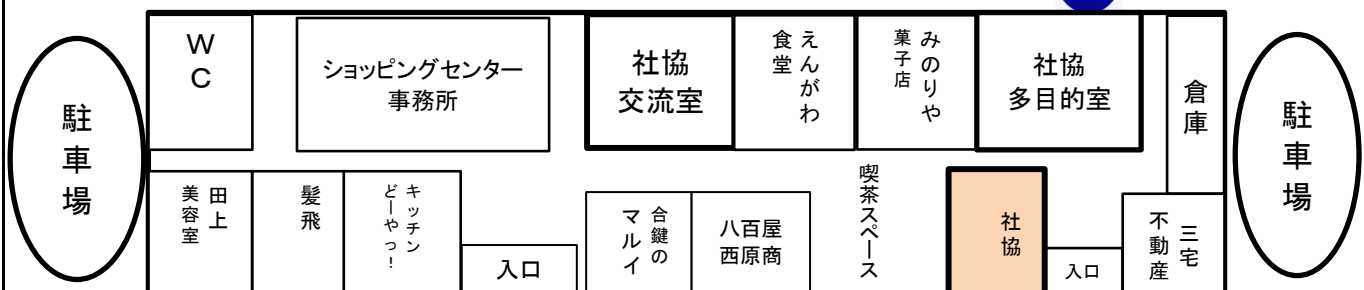 駐車場
WC
ショッピングセンター
事務所
社協
交流室
えんがわ
食堂
みのりや
菓子店
社協
多目的室
倉庫
駐車場
田上
美容室
髪飛
キッチン
どーやっ!
入口
合鍵の
マルイ
八百屋
西原商
喫茶スペース
社協
入口
三宅
不動産